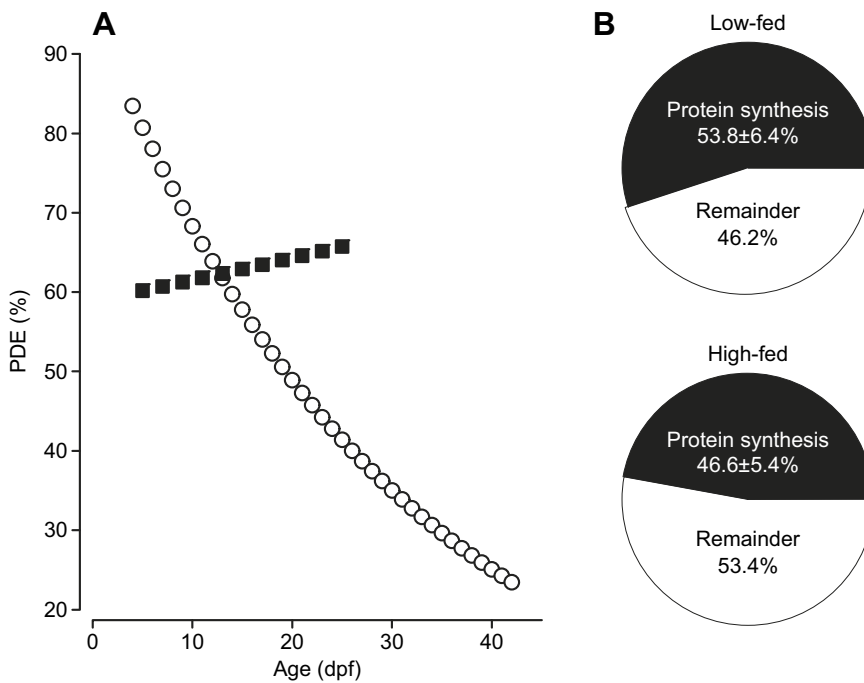 A
90
80
70
60
50
40
30
20
PDE (%)
0
10
20
30
40
Age (dpf)
B
Low-fed
Protein synthesis
53.8±6.4%
Remainder
46.2%
High-fed
Protein synthesis
46.6±5.4%
Remainder
53.4%